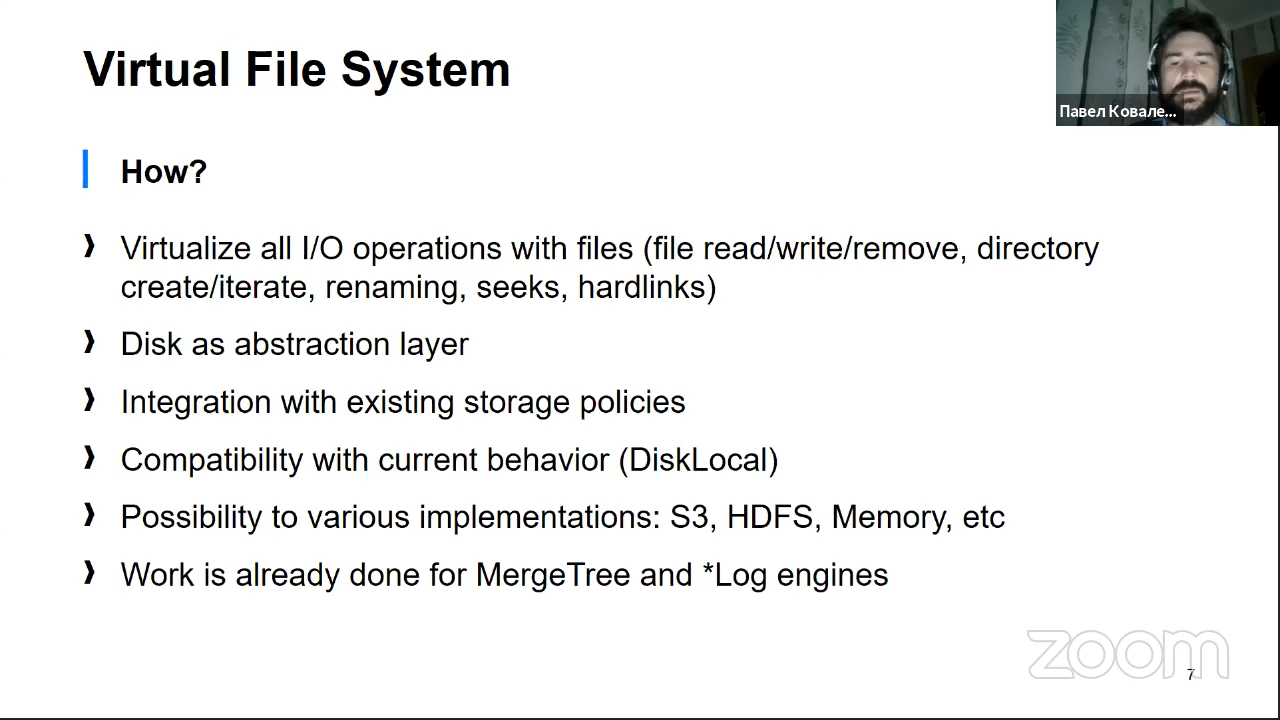 Virtual File System
Павел Ковале...
How?
❱ Virtualize all I/O operations with files (file read/write/remove, directory
create/iterate, renaming, seeks, hardlinks)
❱ Disk as abstraction layer
❱ Integration with existing storage policies
❱ Compatibility with current behavior (DiskLocal)
❱ Possibility to various implementations: S3, HDFS, Memory, etc
❱ Work is already done for MergeTree and *Log engines
zoom
7